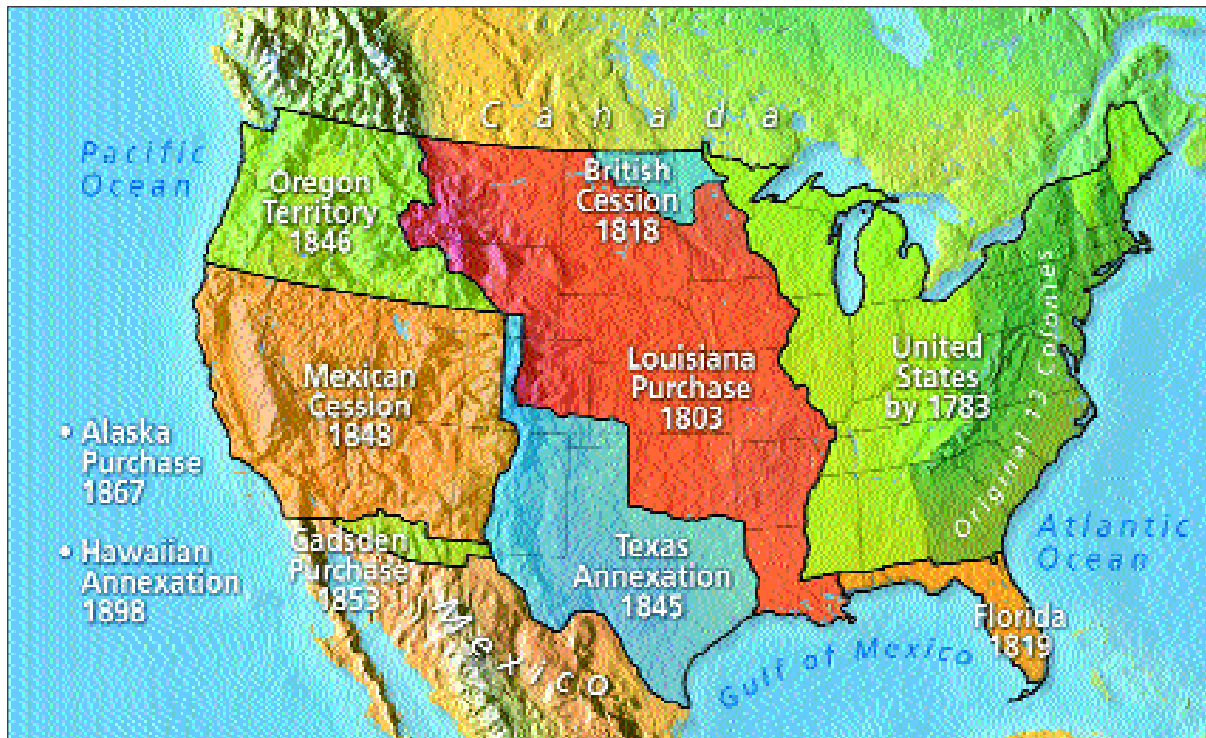 Canada
Pacific
Ocean
Oregon
Territory
1846
British
Cession
1818
Mexican
Cession
1848
Louisiana
Purchase
1803
United
States
by 1783
Original 13 Colonies
• Alaska
Purchase
1867
• Hawaiian
Annexation
1898
Gadsden
Purchase
1853
Texas
Annexation
1845
Atlantic
Ocean
Florida
1819
Mexico
Gulf of Mexico